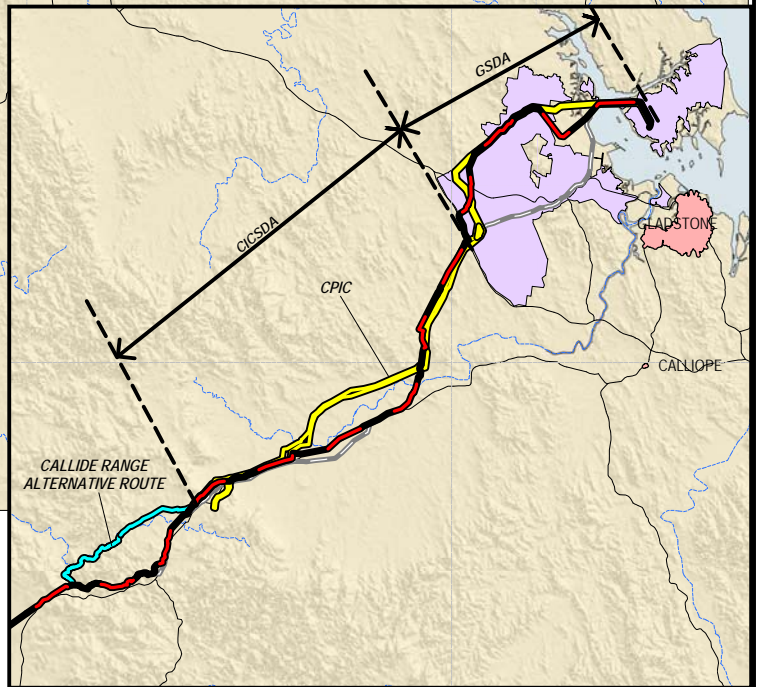 GSDA
CICSDA
GLADSTONE
CPIC
CALLIOPE
CALLIDE RANGE
ALTERNATIVE ROUTE